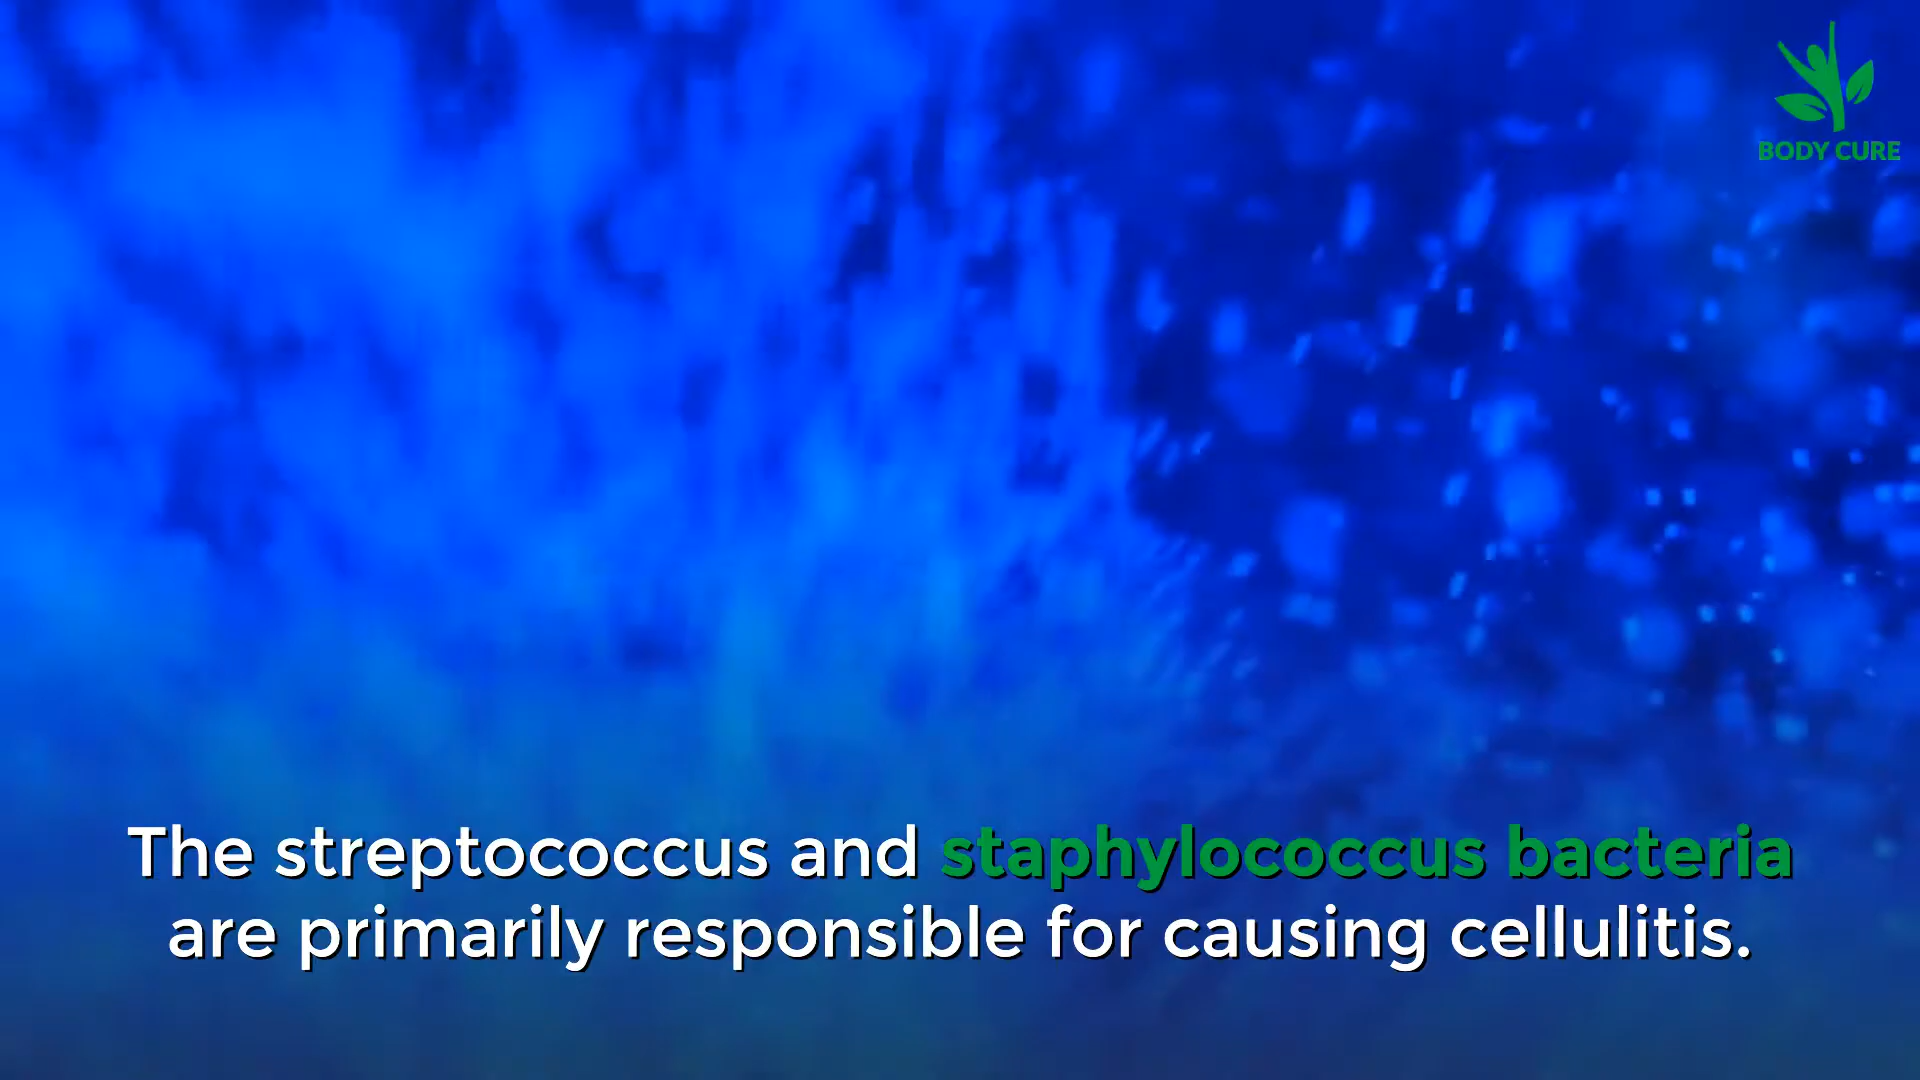 BODY CURE
The streptococcus and staphylococcus bacteria
are primarily responsible for causing cellulitis.